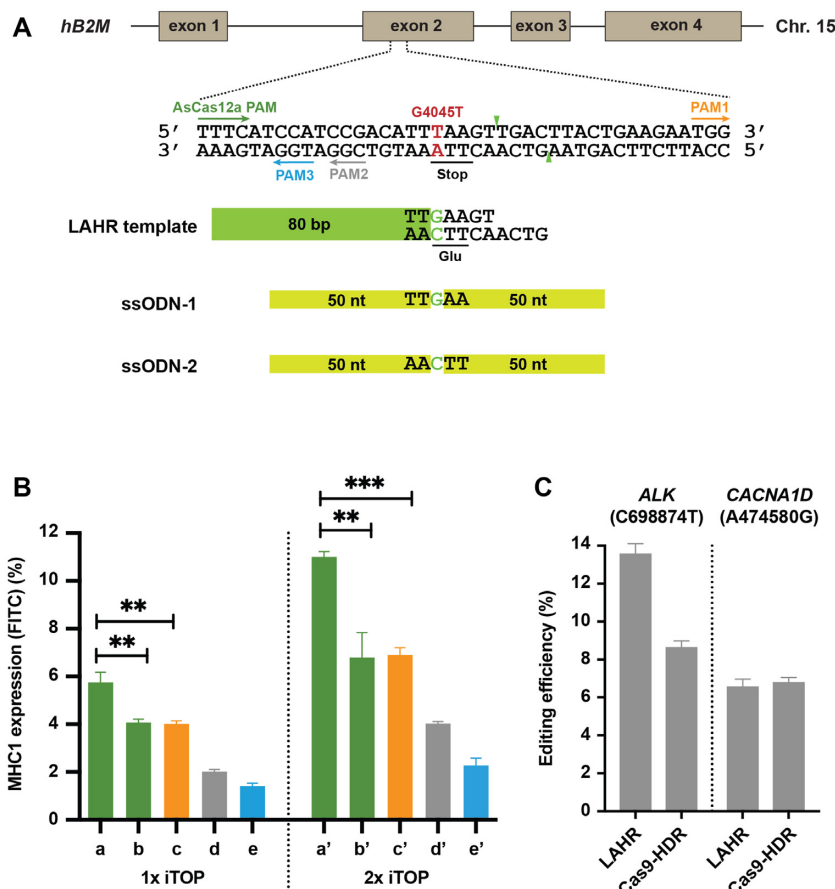 A
hB2M
exon 1
exon 2
exon 3
exon 4
Chr. 15
AsCas12a PAM
G4045T
PAM1
5′ TTTCATCCATCCGACATTTAAGTTGACTTACTGAAGAATGG 3′
3′ AAAGTAGGTAGGCTGTAAATTCAACTGAATGACTTCTTACC 5′
PAM3
PAM2
Stop
LAHR template
80 bp
TTGAAGT
AACTTCAACTG
Glu
ssODN-1
50 nt
TTGAA
50 nt
ssODN-2
50 nt
AACTT
50 nt
B
MHC1 expression (FITC) (%)
12
10
8
6
4
2
0
**
**
***
**
a b c d e
a’ b’ c’ d’ e’
1x iTOP
2x iTOP
C
ALK
(C698874T)
CACNA1D
(A474580G)
Editing efficiency (%)
14
12
10
8
6
4
2
0
LAHR
Cas9-HDR
LAHR
Cas9-HDR